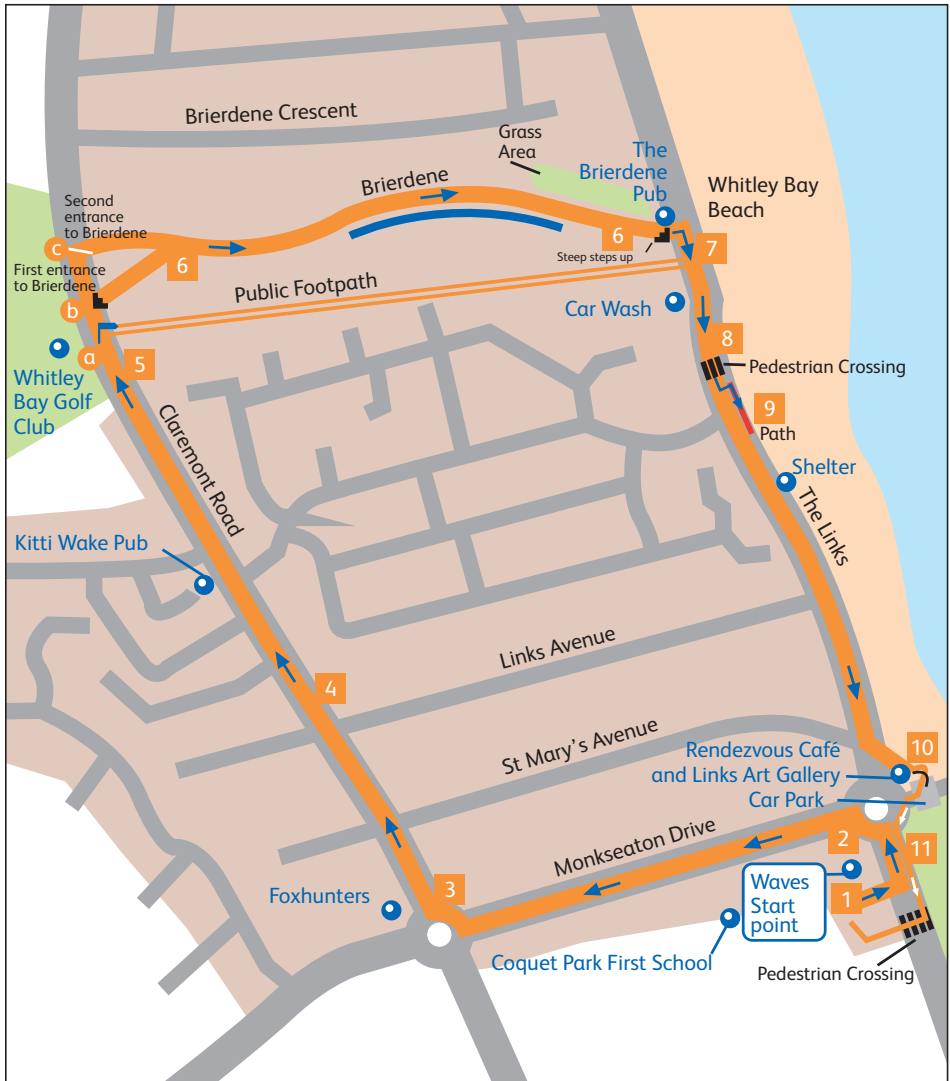 Brierdene Crescent
Grass
Area
The
Brierdene
Pub
Brierdene
Whitley Bay
Beach
Second
entrance
to Brierdene
c
6
6
Steep steps up
7
First entrance
to Brierdene
Public Footpath
b
Car Wash
a
5
8
Pedestrian Crossing
Whitley
Bay Golf
Club
9
Path
Claremont Road
Shelter
The Links
Kitti Wake Pub
Links Avenue
4
St Mary's Avenue
10
Rendezvous Café
and Links Art Gallery
Car Park
Monkseaton Drive
2
11
3
Foxhunters
Waves
Start
point
1
Coquet Park First School
Pedestrian Crossing